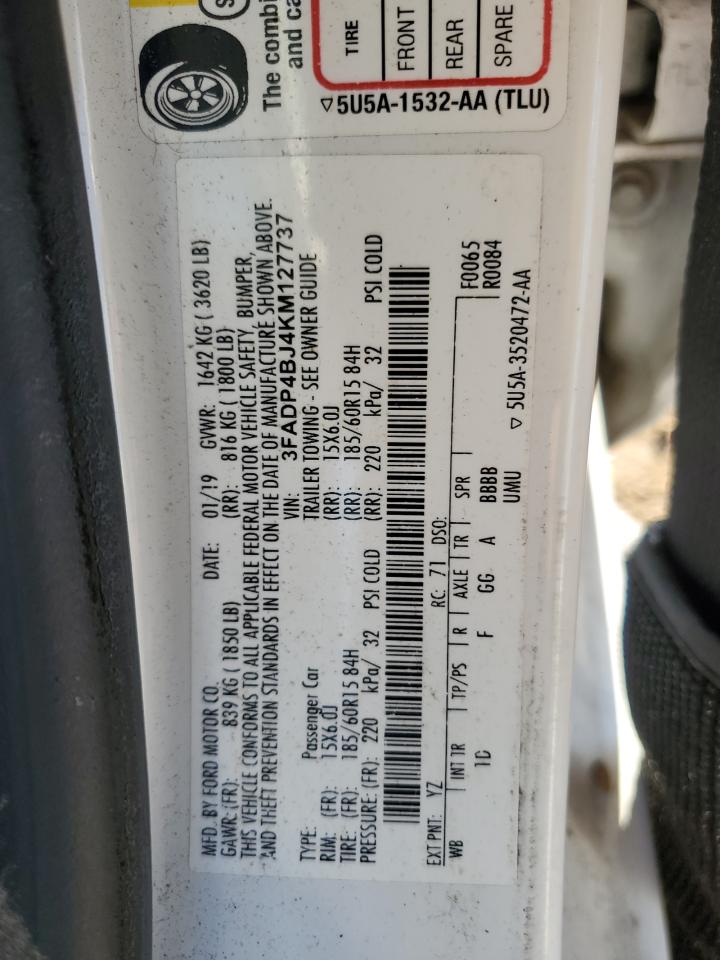 The combi
and ca
TIRE
FRONT
REAR
SPARE
▽5U5A-1532-AA (TLU)
MFD. BY FORD MOTOR CO. DATE: 01/19 GVWR: 1642 KG ( 3620 LB)
GAWR: (FR): 839 KG ( 1850 LB) (RR): 816 KG ( 1800 LB)
THIS VEHICLE CONFORMS TO ALL APPLICABLE FEDERAL MOTOR VEHICLE SAFETY, BUMPER,
AND THEFT PREVENTION STANDARDS IN EFFECT ON THE DATE OF MANUFACTURE SHOWN ABOVE.
VIN: 3FADP4BJ4KM127737
TYPE: Passenger Car TRAILER TOWING - SEE OWNER GUIDE
RIM: (FR): 15X6.0J (RR): 15X6.0J
TIRE: (FR): 185/60R15 84H (RR): 185/60R15 84H
PRESSURE (FR): 220 kPa/ 32 PSI COLD (RR): 220 kPa/ 32 PSI COLD
EXT PNT: YZ RC: 71 DSO: F0065
WB INT TR TP/PS R AXLE TR SPR R0084
1D F GG A BBBB
UMU
▽ 5U5A-3520472-AA